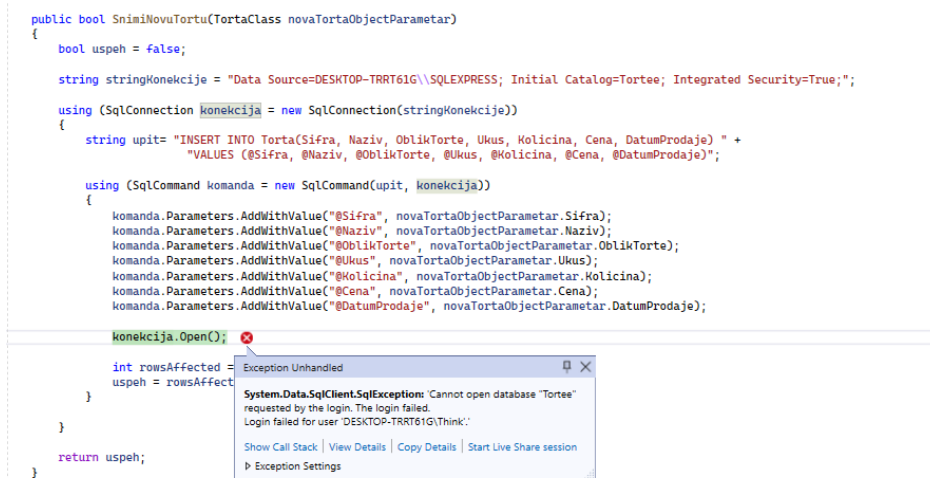 public bool SnimiNovuTortu(TortaClass novaTortaObjectParametar)
{
bool uspeh = false;
string stringKonekcije = "Data Source=DESKTOP-TRRT61G\\SQLEXPRESS; Initial Catalog=Tortee; Integrated Security=True;";
using (SqlConnection konekcija = new SqlConnection(stringKonekcije))
{
string upit= "INSERT INTO Torta(Sifra, Naziv, OblikTorte, Ukus, Kolicina, Cena, DatumProdaje) " +
"VALUES (@Sifra, @Naziv, @OblikTorte, @Ukus, @Kolicina, @Cena, @DatumProdaje)";
using (SqlCommand komanda = new SqlCommand(upit, konekcija))
{
komanda.Parameters.AddWithValue("@Sifra", novaTortaObjectParametar.Sifra);
komanda.Parameters.AddWithValue("@Naziv", novaTortaObjectParametar.Naziv);
komanda.Parameters.AddWithValue("@OblikTorte", novaTortaObjectParametar.OblikTorte);
komanda.Parameters.AddWithValue("@Ukus", novaTortaObjectParametar.Ukus);
komanda.Parameters.AddWithValue("@Kolicina", novaTortaObjectParametar.Kolicina);
komanda.Parameters.AddWithValue("@Cena", novaTortaObjectParametar.Cena);
komanda.Parameters.AddWithValue("@DatumProdaje", novaTortaObjectParametar.DatumProdaje);
konekcija.Open();
int rowsAffected =
uspeh = rowsAffect
}
}
return uspeh;
}
Exception Unhandled
System.Data.SqlClient.SqlException: 'Cannot open database "Tortee"
requested by the login. The login failed.
Login failed for user 'DESKTOP-TRRT61G\Think'.'
Show Call Stack | View Details | Copy Details | Start Live Share session
Exception Settings